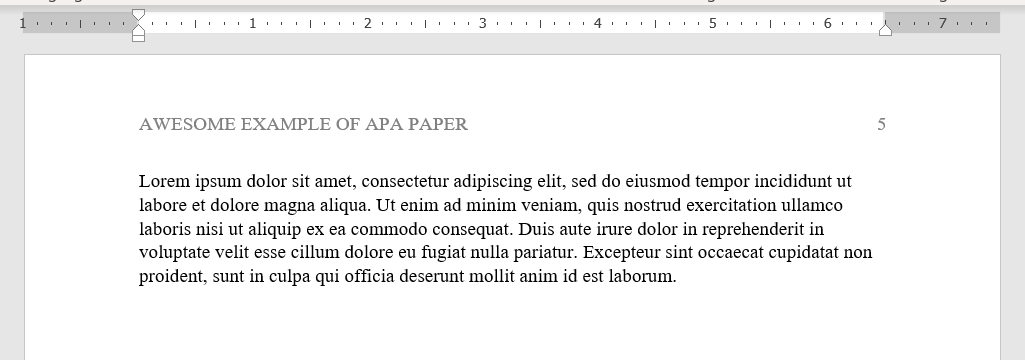 1 1 2 3 4 5 6 7
AWESOME EXAMPLE OF APA PAPER 5
Lorem ipsum dolor sit amet, consectetur adipiscing elit, sed do eiusmod tempor incididunt ut
labore et dolore magna aliqua. Ut enim ad minim veniam, quis nostrud exercitation ullamco
laboris nisi ut aliquip ex ea commodo consequat. Duis aute irure dolor in reprehenderit in
voluptate velit esse cillum dolore eu fugiat nulla pariatur. Excepteur sint occaecat cupidatat non
proident, sunt in culpa qui officia deserunt mollit anim id est laborum.